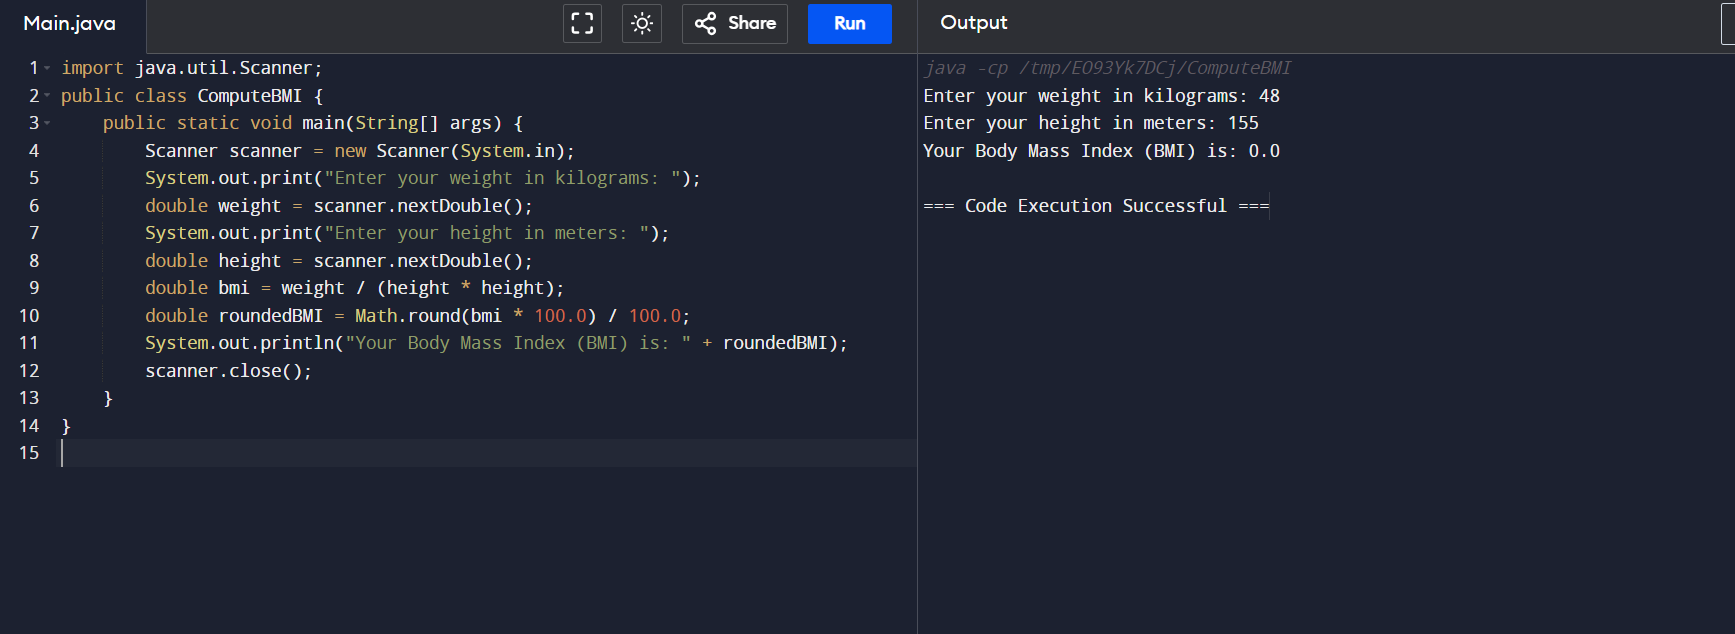 Main.java
Share
Run
Output
1 import java.util.Scanner;
2 public class ComputeBMI {
3     public static void main(String[] args) {
4         Scanner scanner = new Scanner(System.in);
5         System.out.print("Enter your weight in kilograms: ");
6         double weight = scanner.nextDouble();
7         System.out.print("Enter your height in meters: ");
8         double height = scanner.nextDouble();
9         double bmi = weight / (height * height);
10         double roundedBMI = Math.round(bmi * 100.0) / 100.0;
11         System.out.println("Your Body Mass Index (BMI) is: " + roundedBMI);
12         scanner.close();
13     }
14 }
15
java -cp /tmp/EO93Yk7DCj/ComputeBMI
Enter your weight in kilograms: 48
Enter your height in meters: 155
Your Body Mass Index (BMI) is: 0.0
=== Code Execution Successful ===